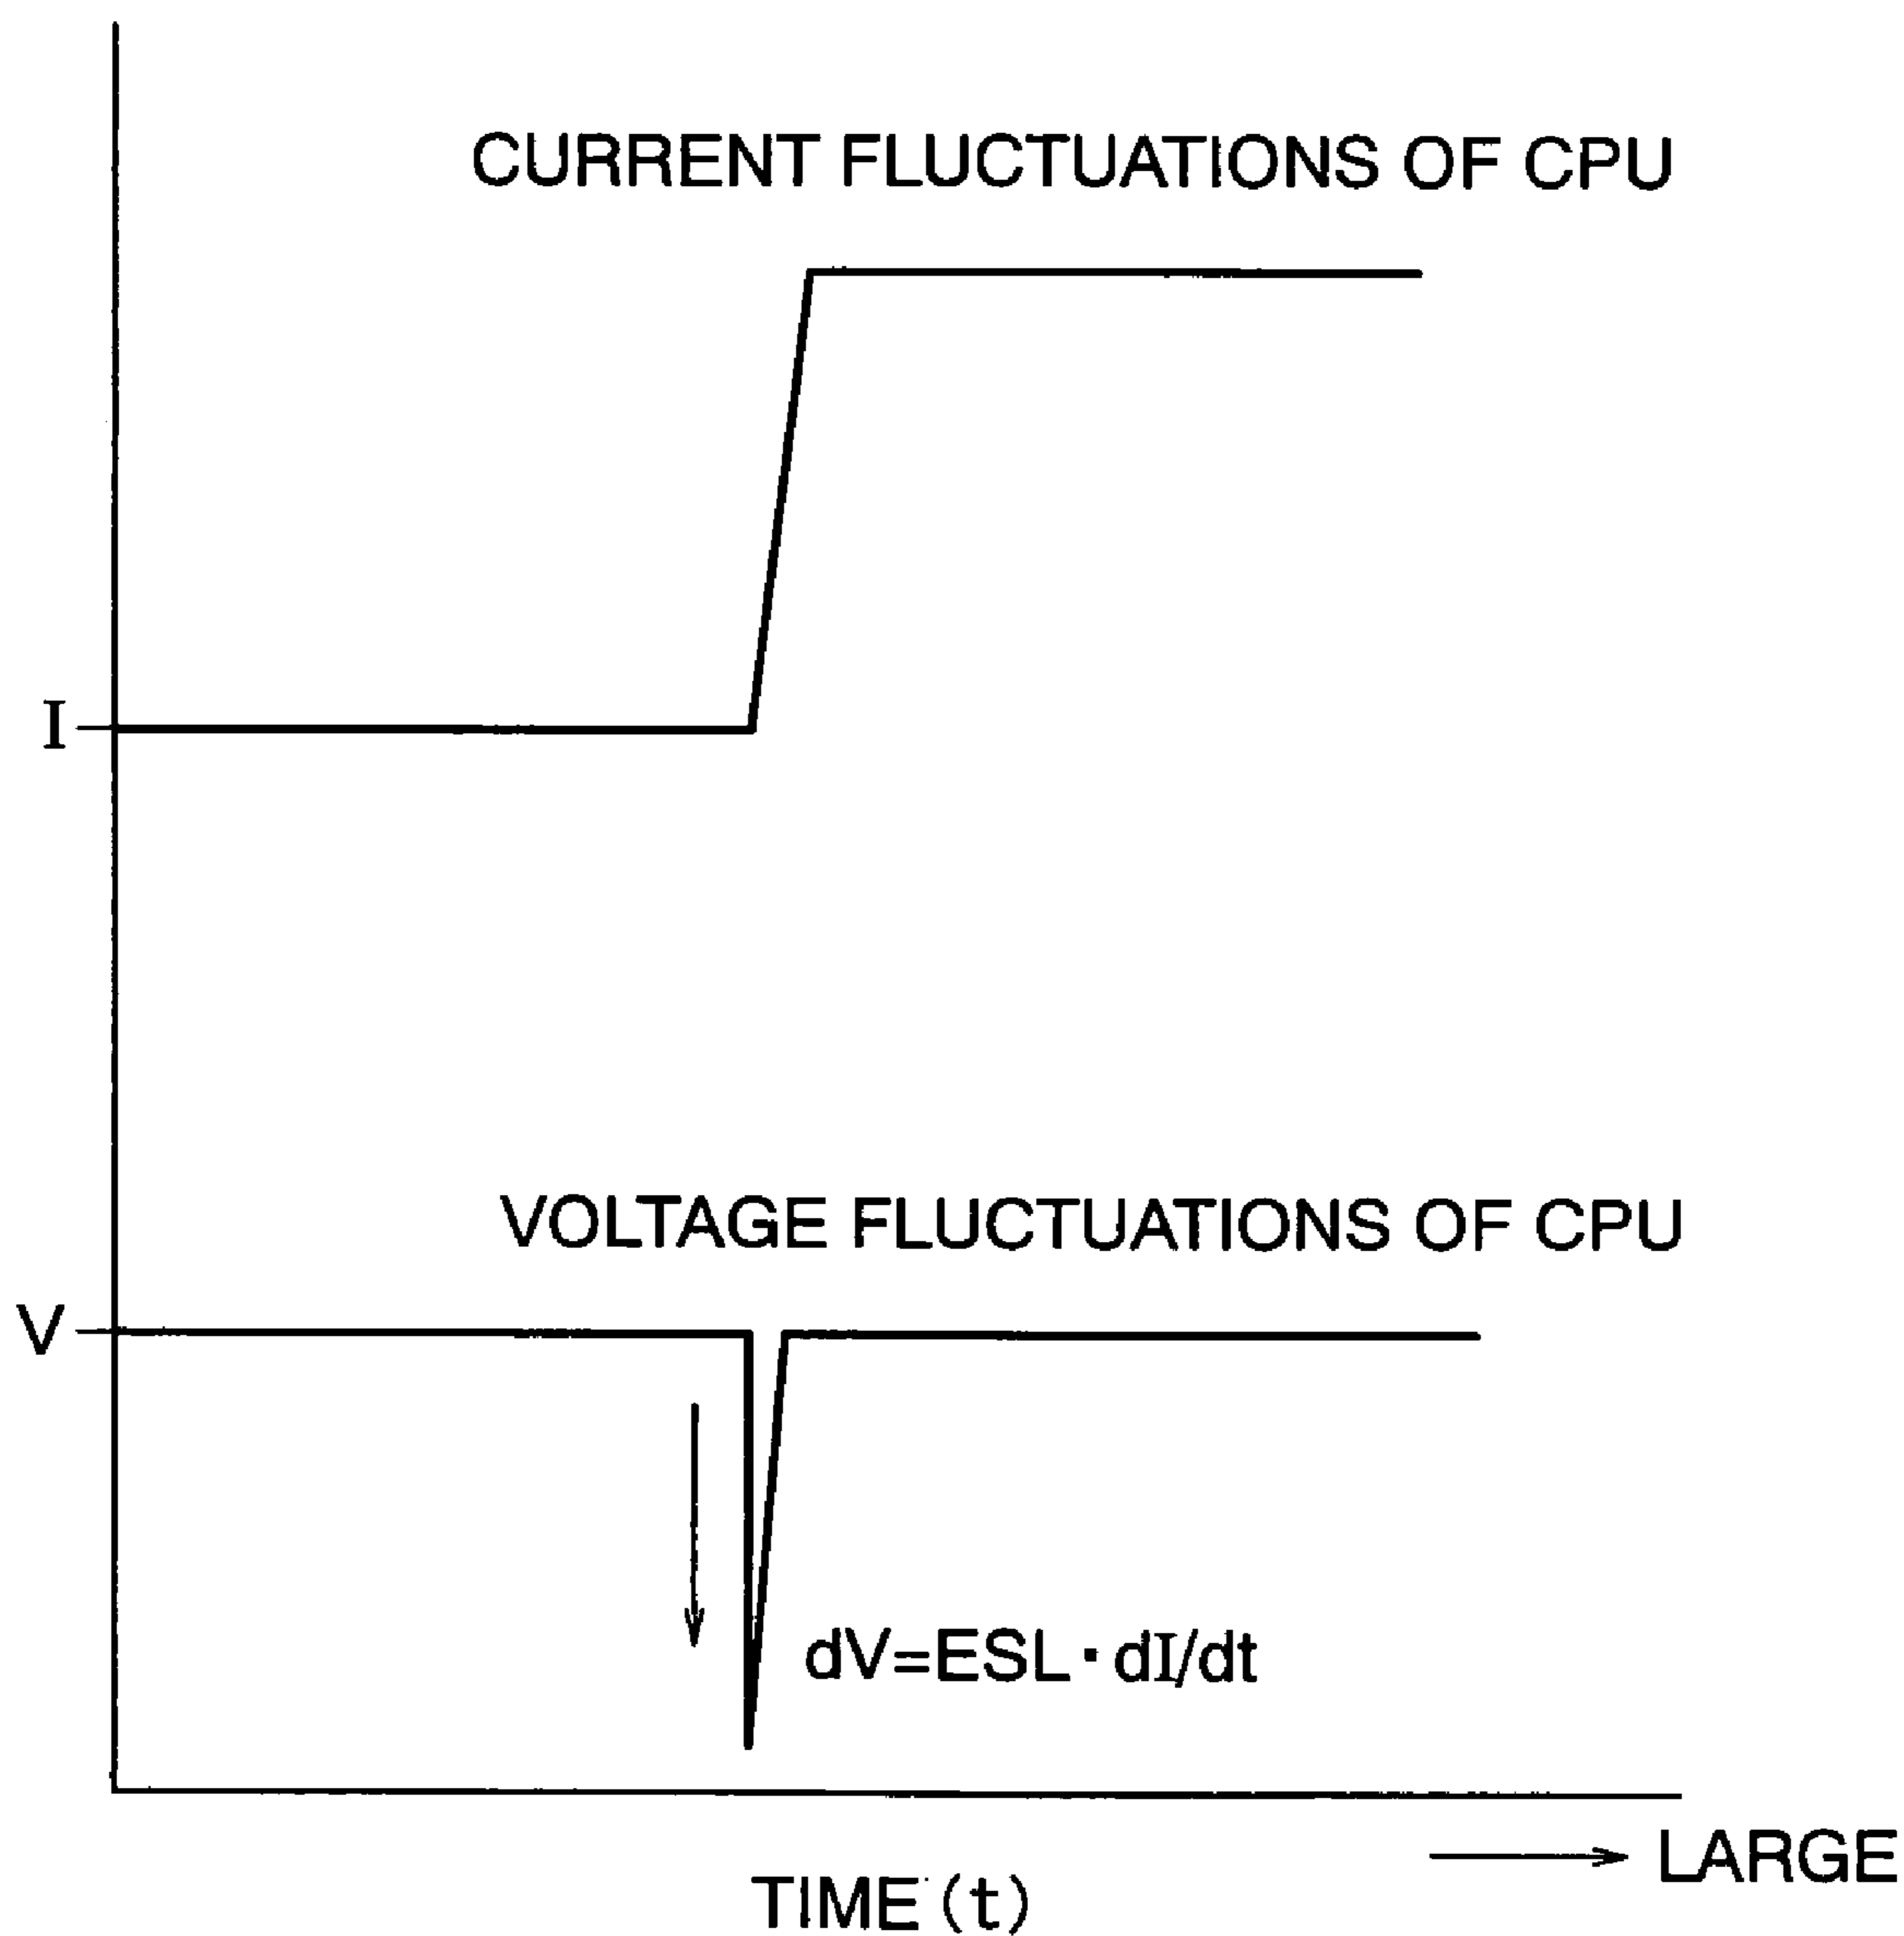 CURRENT FLUCTUATIONS OF CPU
I
VOLTAGE FLUCTUATIONS OF CPU
V
dV=ESL·dI/dt
LARGE
TIME (t)